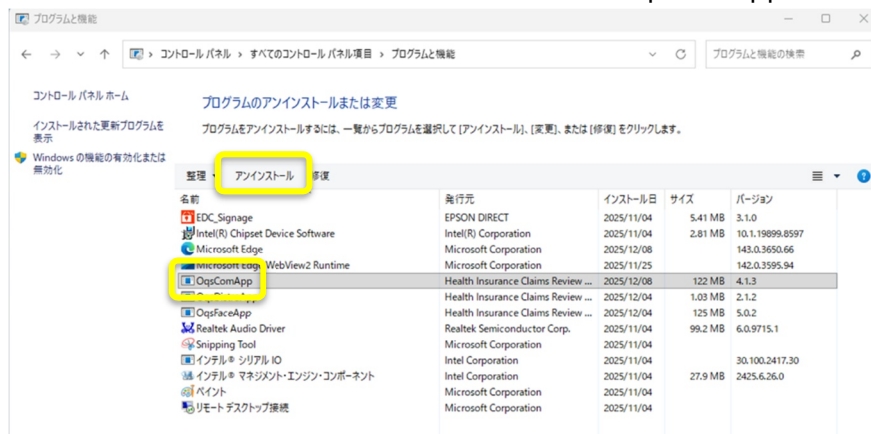 プログラムと機能
コントロール パネル › すべてのコントロール パネル項目 › プログラムと機能
プログラムと機能の検索
コントロール パネル ホーム
インストールされた更新プログラムを
表示
Windows の機能の有効化または
無効化
プログラムのアンインストールまたは変更
プログラムをアンインストールするには、一覧からプログラムを選択して [アンインストール]、[変更]、または [修復] をクリックします。
整理 アンインストール 修復
名前 発行元 インストール日 サイズ バージョン
EDC_Signage EPSON DIRECT 2025/11/04 5.41 MB 3.1.0
Intel(R) Chipset Device Software Intel(R) Corporation 2025/11/04 2.81 MB 10.1.19899.8597
Microsoft Edge Microsoft Corporation 2025/12/08 143.0.3650.66
Microsoft Edge WebView2 Runtime Microsoft Corporation 2025/11/25 142.0.3595.94
OqsComApp Health Insurance Claims Review ... 2025/12/08 122 MB 4.1.3
Health Insurance Claims Review ... 2025/12/04 1.03 MB 2.1.2
OqsFaceApp Health Insurance Claims Review ... 2025/12/04 125 MB 5.0.2
Realtek Audio Driver Realtek Semiconductor Corp. 2025/11/04 99.2 MB 6.0.9715.1
Snipping Tool Microsoft Corporation 2025/11/04
インテル® シリアル IO Intel Corporation 2025/11/04 30.100.2417.30
インテル® マネジメント・エンジン・コンポーネント Intel Corporation 2025/11/04 27.9 MB 2425.6.26.0
ペイント Microsoft Corporation 2025/11/04
リモート デスクトップ接続 Microsoft Corporation 2025/11/04